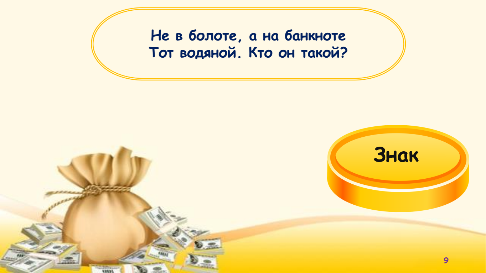 Не в болоте, а на банкноте
Тот водяной. Кто он такой?
Знак
9